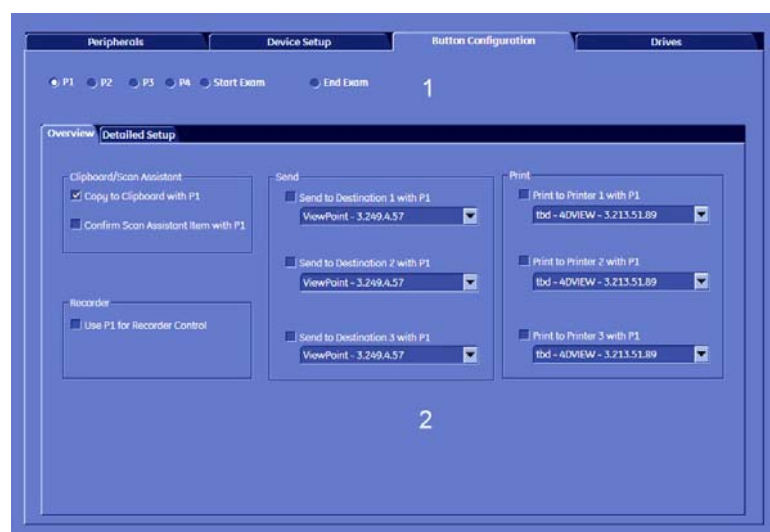 Peripherals Device Setup Button Configuration Drives
P1 P2 P3 P4 Start Exam End Exam
1
Overview Detailed Setup
Clipboard/Scan Assistant
Copy to Clipboard with P1
Confirm Scan Assistant Item with P1
Recorder
Use P1 for Recorder Control
Send
Send to Destination 1 with P1
ViewPoint - 3.249.4.57
Send to Destination 2 with P1
ViewPoint - 3.249.4.57
Send to Destination 3 with P1
ViewPoint - 3.249.4.57
Print
Print to Printer 1 with P1
tbd - 4DVIEW - 3.213.51.89
Print to Printer 2 with P1
tbd - 4DVIEW - 3.213.51.89
Print to Printer 3 with P1
tbd - 4DVIEW - 3.213.51.89
2